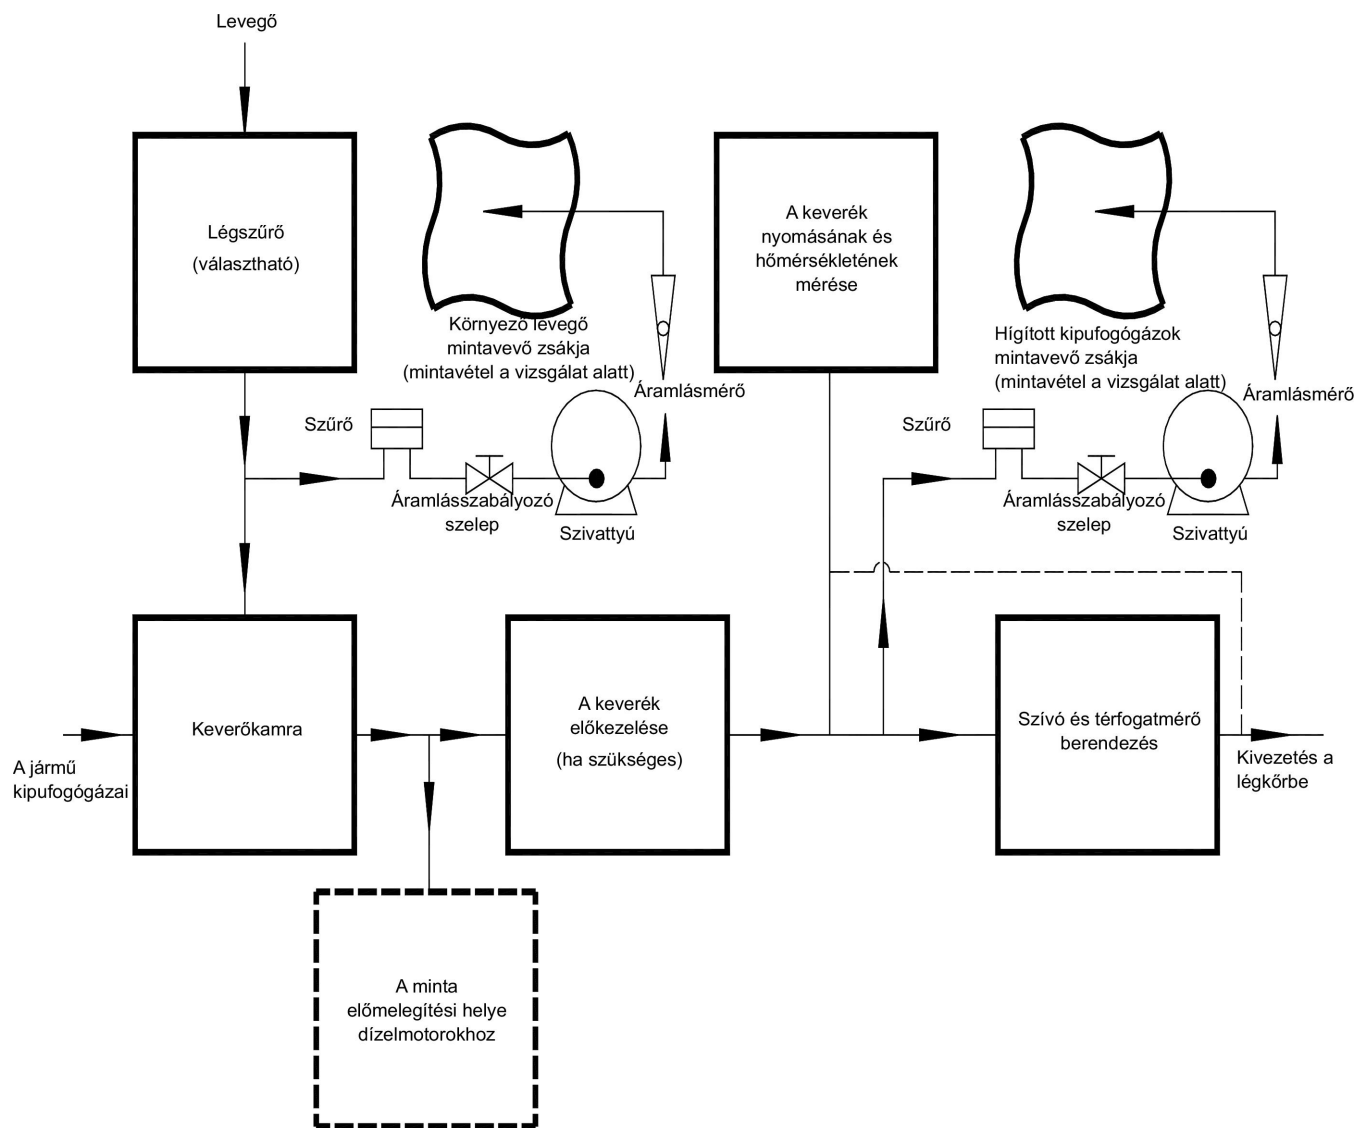 Levegő
Légszűrő
(választható)
Környező levegő
mintavevő zsákja
(mintavétel a vizsgálat alatt)
A keverék
nyomásának és
hőmérsékletének
mérése
Hígított kipufogógázok
mintavevő zsákja
(mintavétel a vizsgálat alatt)
Áramlásmérő
Áramlásmérő
Szűrő
Szűrő
Áramlásszabályozó
szelep
Szivattyú
Áramlásszabályozó
szelep
Szivattyú
Keverőkamra
A keverék
előkezelése
(ha szükséges)
Szívó és térfogatmérő
berendezés
A jármű
kipufogógázai
Kivezetés a
légkőrbe
A minta
előmelegítési helye
dízelmotorokhoz